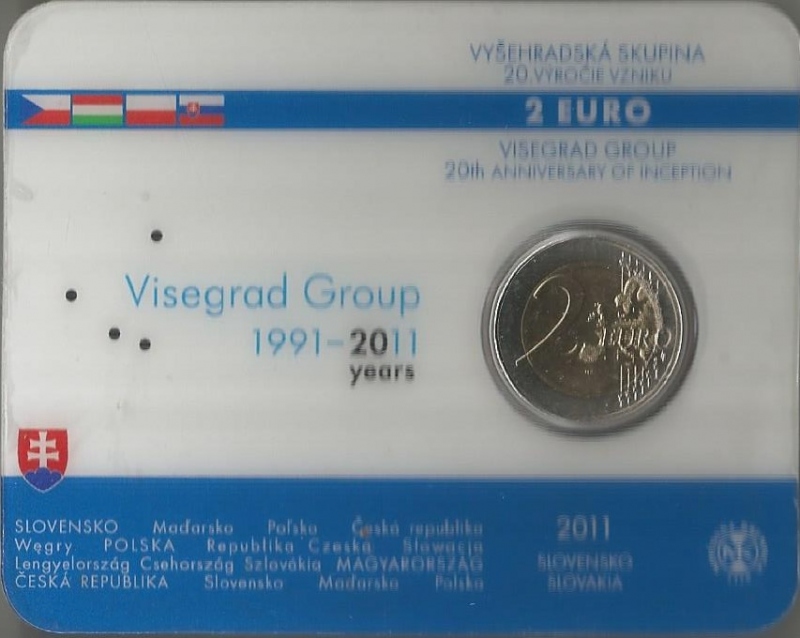 VYŠEHRADSKÁ SKUPINA
20. VÝROČIE VZNIKU
2 EURO
VISEGRAD GROUP
20th ANNIVERSARY OF INCEPTION
Visegrad Group
1991–2011
years
2 EURO
SLOVENSKO Maďarsko Poľsko Česká republika
Węgry POLSKA Republika Czeska Słowacja
Lengyelország Csehország Szlovákia MAGYARORSZÁG
ČESKÁ REPUBLIKA Slovensko Maďarsko Polsko
2011
SLOVENSKO
SLOVAKIA